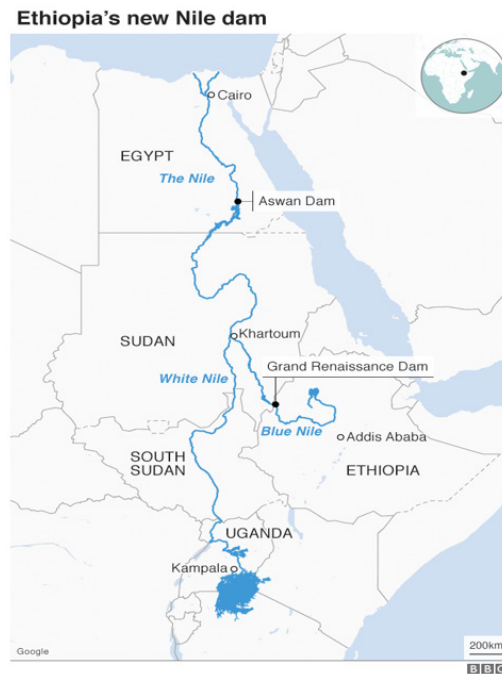 Ethiopia's new Nile dam
Cairo
EGYPT
The Nile
Aswan Dam
SUDAN
Khartoum
Grand Renaissance Dam
White Nile
Blue Nile
Addis Ababa
SOUTH
SUDAN
ETHIOPIA
UGANDA
Kampala
Google
200km
BBC